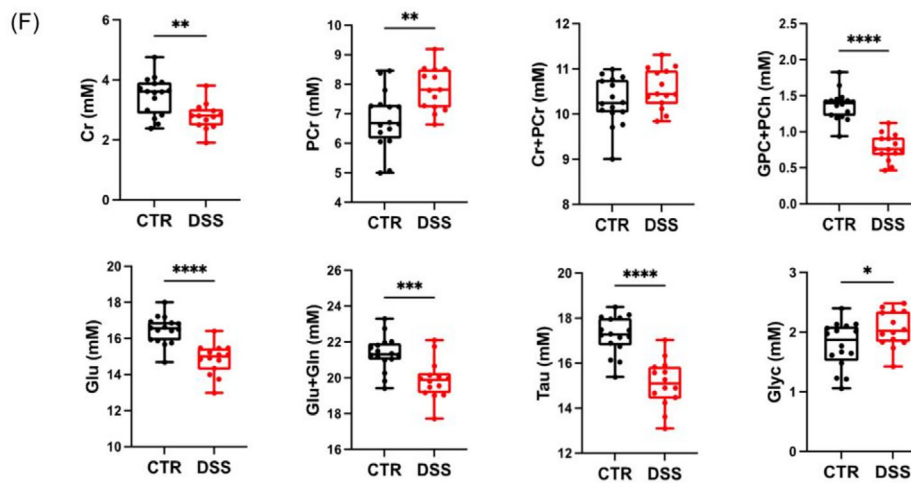 (F)
Cr (mM)
6
4
2
0
**
CTR DSS
PCr (mM)
10
9
8
7
6
5
4
**
CTR DSS
Cr+PCr (mM)
12
11
10
9
8
CTR DSS
GPC+PCh (mM)
2.5
2.0
1.5
1.0
0.5
0.0
****
CTR DSS
Glu (mM)
20
18
16
14
12
10
****
CTR DSS
Glu+Gln (mM)
26
24
22
20
18
16
***
CTR DSS
Tau (mM)
20
18
16
14
12
****
CTR DSS
Glyc (mM)
3
2
1
0
*
CTR DSS